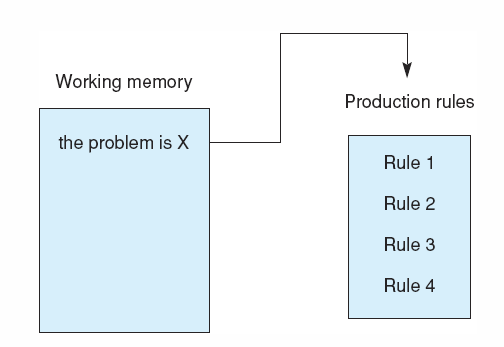 Working memory
the problem is X
Production rules
Rule 1
Rule 2
Rule 3
Rule 4